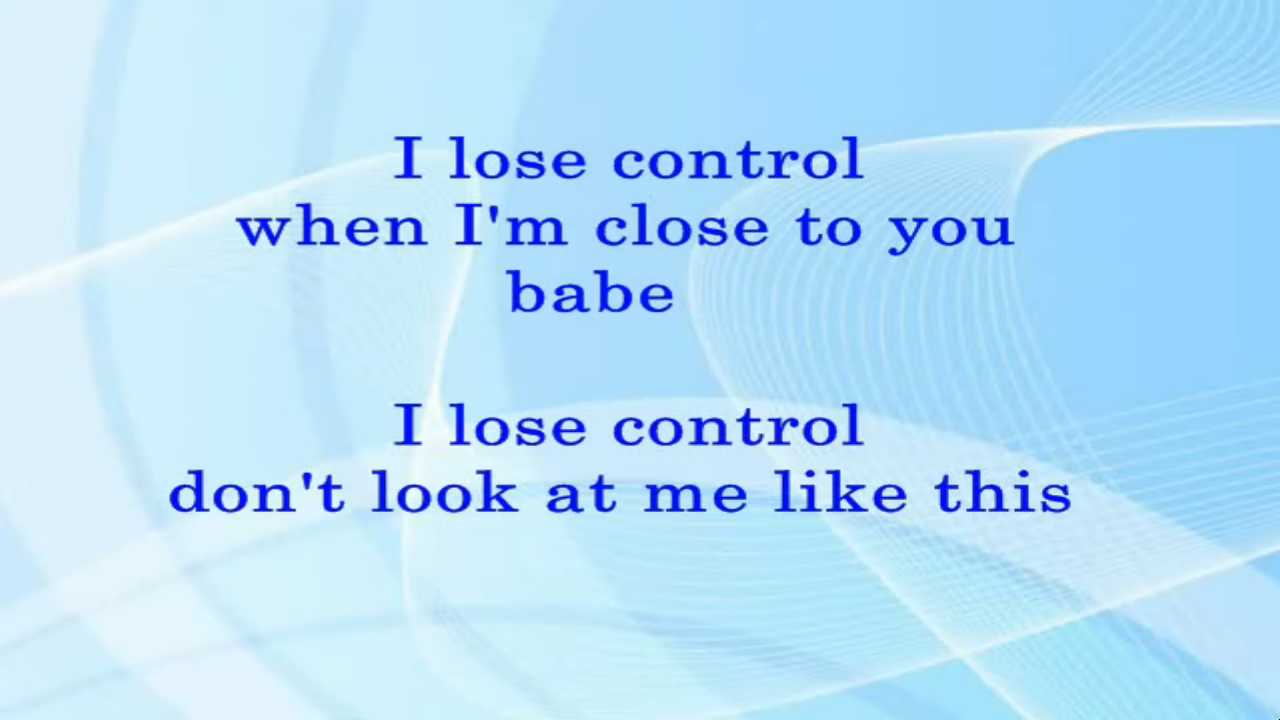 I lose control
when I'm close to you
babe
I lose control
don't look at me like this